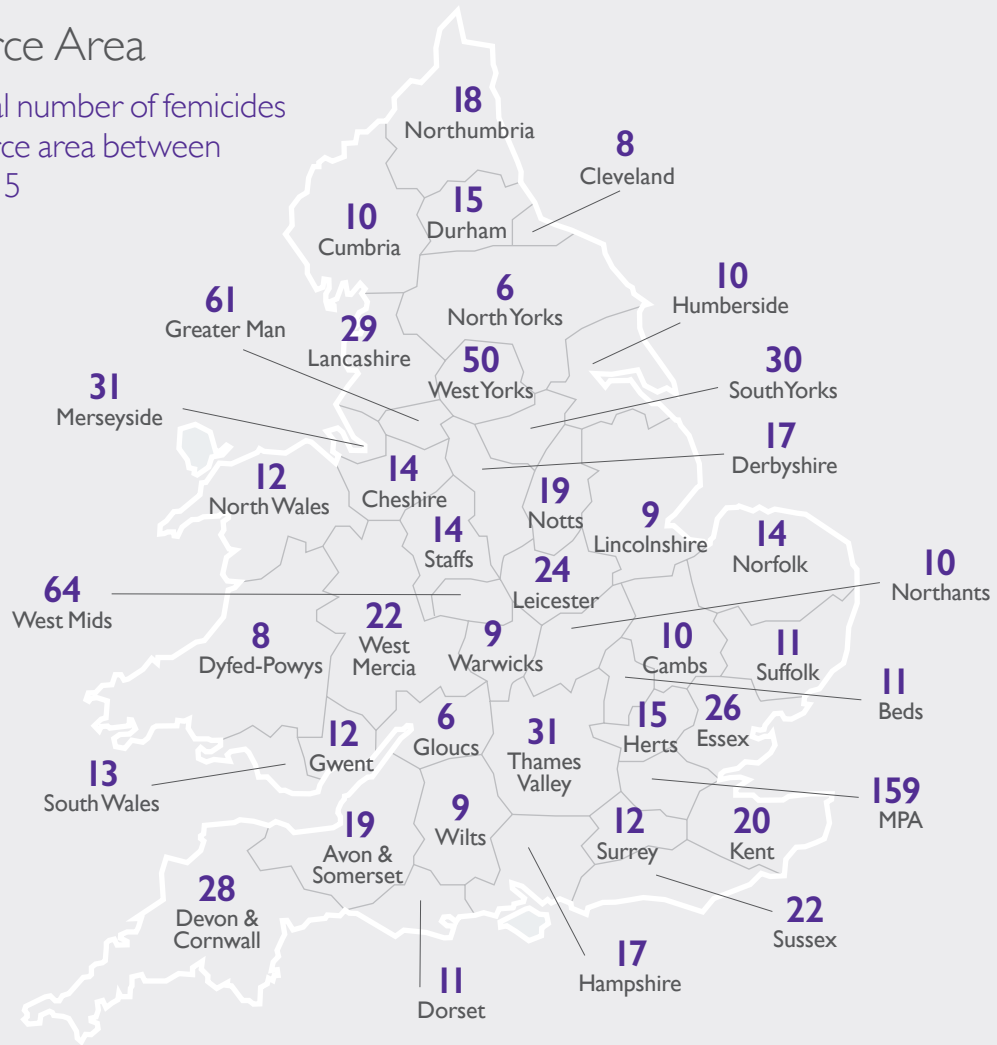 rce Area
al number of femicides
rce area between
5
18
Northumbria
8
Cleveland
15
Durham
10
Cumbria
10
Humberside
6
North Yorks
61
Greater Man
29
Lancashire
50
West Yorks
30
South Yorks
31
Merseyside
17
Derbyshire
12
North Wales
14
Cheshire
19
Notts
9
Lincolnshire
14
Norfolk
14
Staffs
24
Leicester
10
Northants
64
West Mids
22
West
Mercia
9
Warwicks
8
Dyfed-Powys
10
Cambs
11
Suffolk
11
Beds
6
Gloucs
31
Thames
Valley
15
Herts
26
Essex
12
Gwent
13
South Wales
159
MPA
19
Avon &
Somerset
9
Wilts
12
Surrey
20
Kent
28
Devon &
Cornwall
22
Sussex
17
Hampshire
11
Dorset